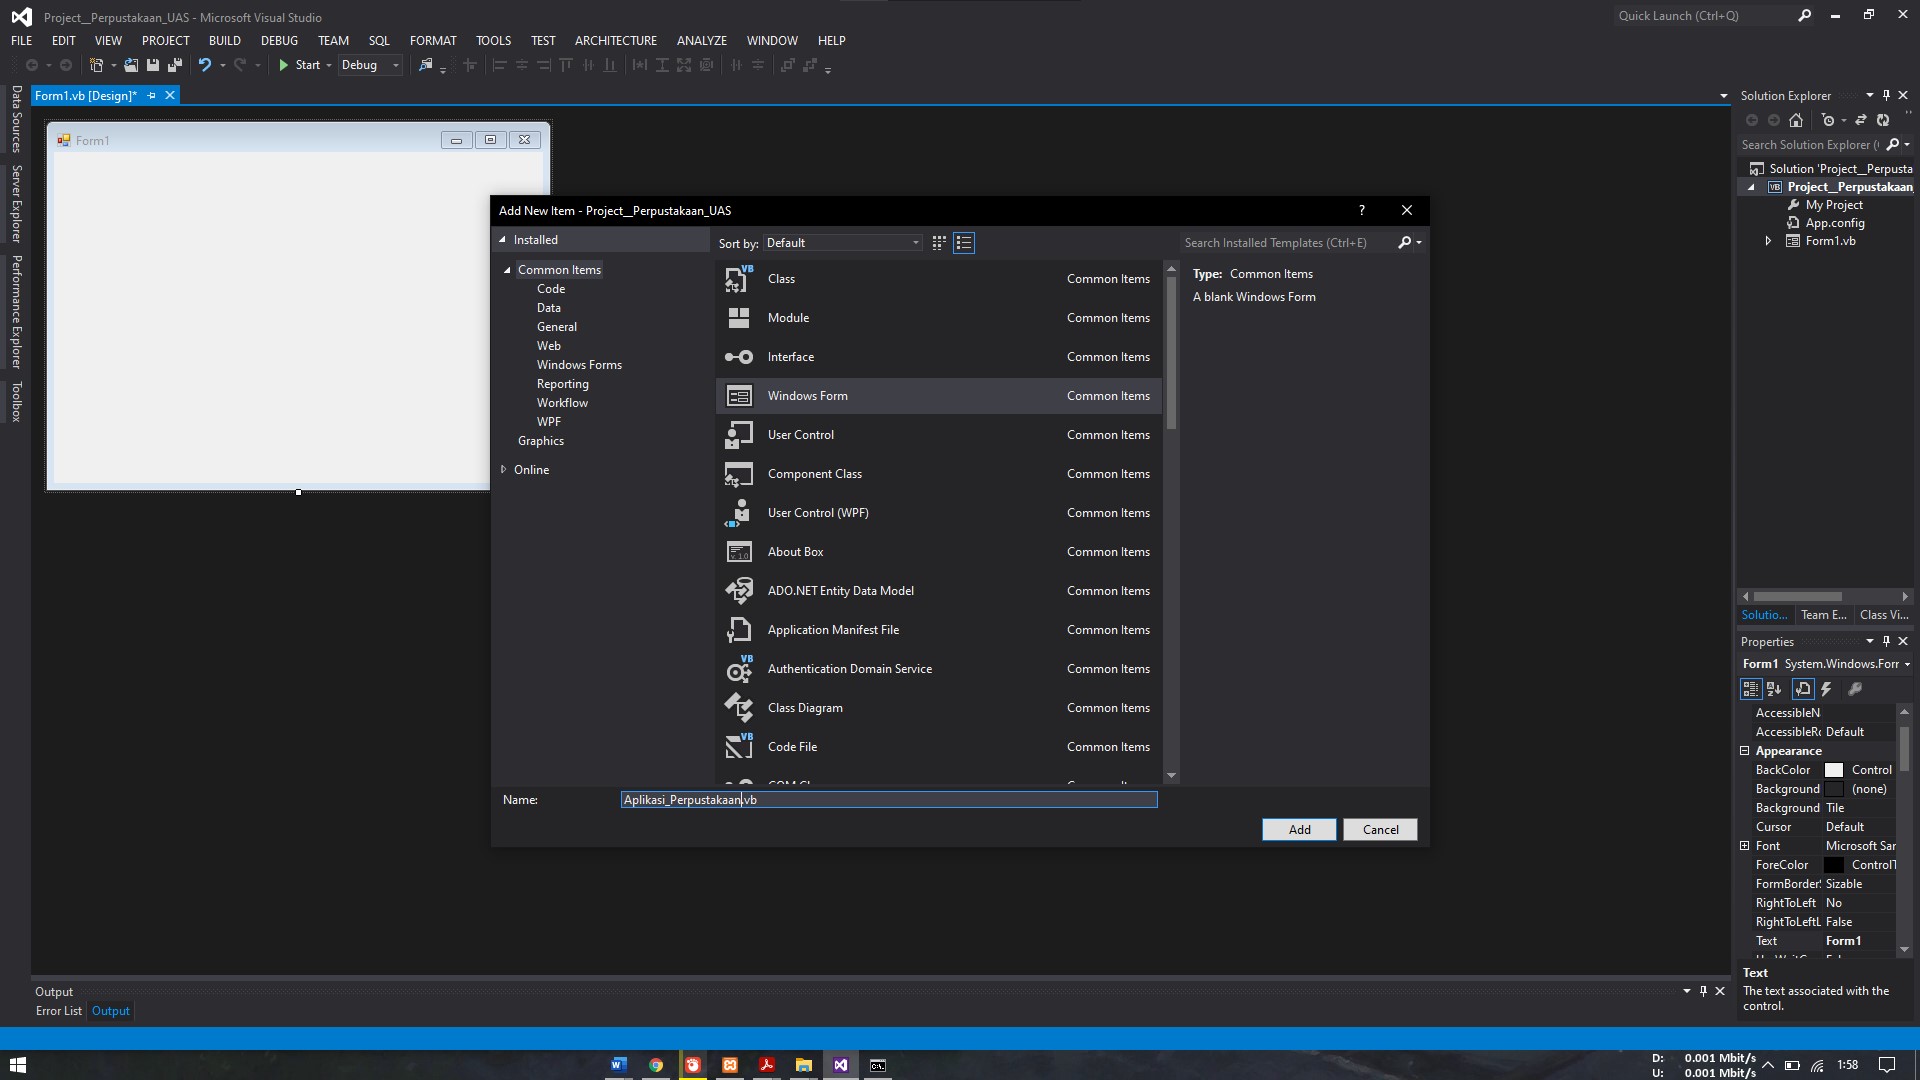 Project__Perpustakaan_UAS - Microsoft Visual Studio
Quick Launch (Ctrl+Q)
FILE EDIT VIEW PROJECT BUILD DEBUG TEAM SQL FORMAT TOOLS TEST ARCHITECTURE ANALYZE WINDOW HELP
Start Debug
Data Sources
Server Explorer
Performance Explorer
Toolbox
Form1.vb [Design]*
Form1
Add New Item - Project__Perpustakaan_UAS
?
Installed
Common Items
Code
Data
General
Web
Windows Forms
Reporting
Workflow
WPF
Graphics
Online
Sort by: Default
Search Installed Templates (Ctrl+E)
Class Common Items
Module Common Items
Interface Common Items
Windows Form Common Items
User Control Common Items
Component Class Common Items
User Control (WPF) Common Items
About Box Common Items
ADO.NET Entity Data Model Common Items
Application Manifest File Common Items
Authentication Domain Service Common Items
Class Diagram Common Items
Code File Common Items
Type: Common Items
A blank Windows Form
Name: Aplikasi_Perpustakaan.vb
Add Cancel
Solution Explorer
Search Solution Explorer (
Solution 'Project__Perpusta
Project__Perpustakaan_
My Project
App.config
Form1.vb
Solutio... Team E... Class Vi...
Properties
Form1 System.Windows.Forr
AccessibleN
AccessibleRo Default
Appearance
BackColor Control
Background (none)
Background Tile
Cursor Default
Font Microsoft San
ForeColor ControlT
FormBorderS Sizable
RightToLeft No
RightToLeftL False
Text Form1
Text
The text associated with the
control.
Output
Error List Output
D: 0.001 Mbit/s
U: 0.001 Mbit/s
1:58